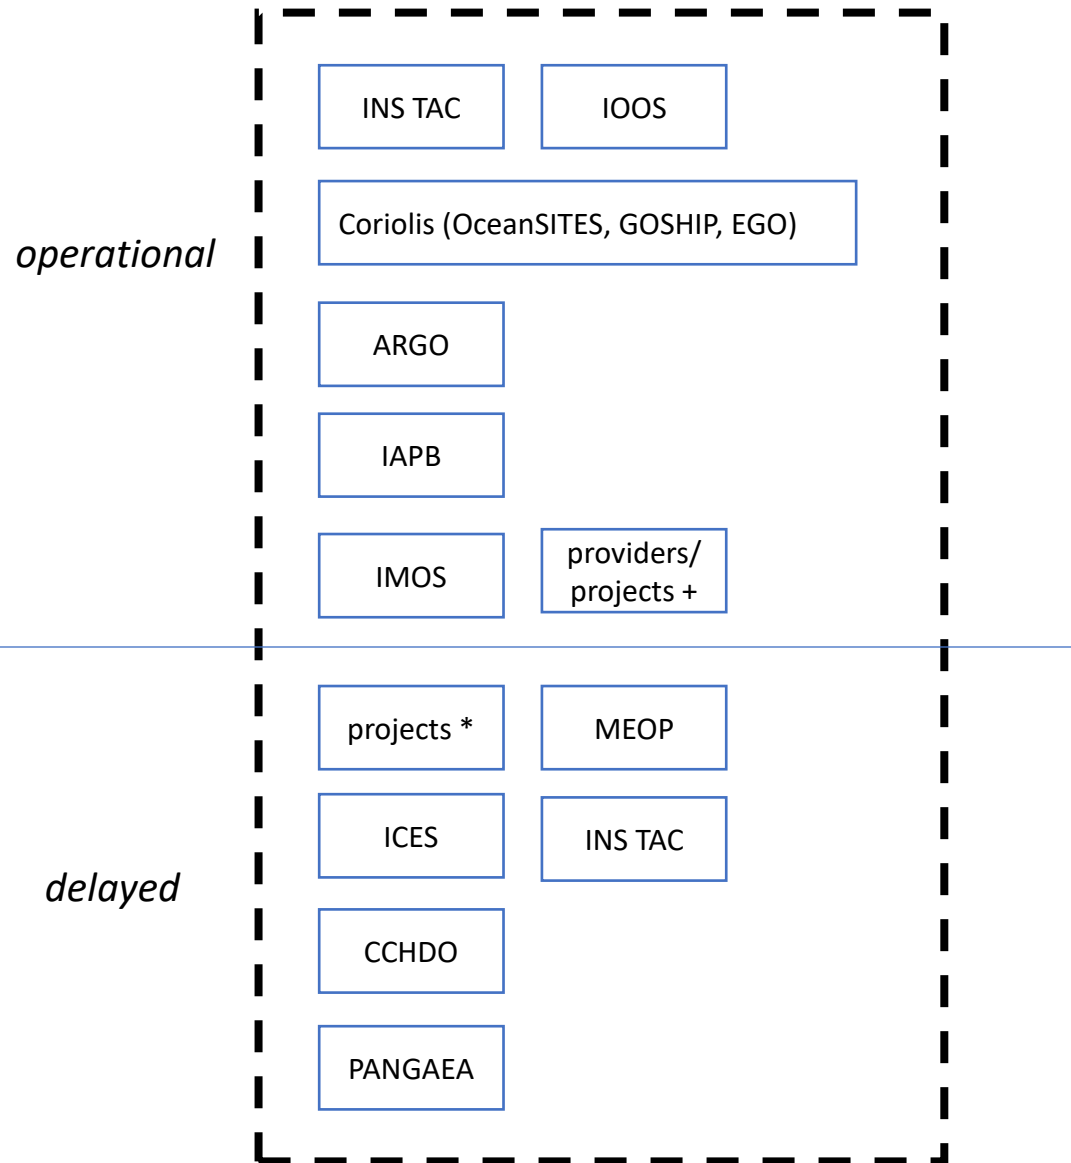 INS TAC
IOOS
operational
Coriolis (OceanSITES, GOSHIP, EGO)
ARGO
IAPB
IMOS
providers/
projects +
projects *
MEOP
ICES
INS TAC
delayed
CCHDO
PANGAEA